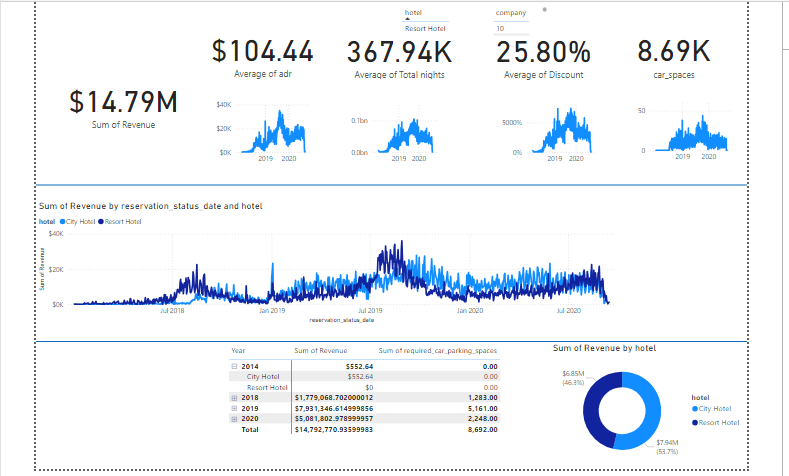 hotel
Resort Hotel
company
10
$14.79M
Sum of Revenue
$104.44
Average of adr
367.94K
Average of Total nights
25.80%
Average of Discount
8.69K
car_spaces
$40K
$20K
$0K
2019 2020
0.1bn
0.0bn
2019 2020
5000%
0%
2019 2020
50
0
2019 2020
Sum of Revenue by reservation_status_date and hotel
hotel City Hotel Resort Hotel
Sum of Revenue
$40K
$20K
$0K
Jul 2018 Jan 2019 Jul 2019 Jan 2020 Jul 2020
reservation_status_date
Year Sum of Revenue Sum of required_car_parking_spaces
2014 $552.64 0.00
City Hotel $552.64 0.00
Resort Hotel $0 0.00
2018 $1,779,068.702000012 1,283.00
2019 $7,931,346.614999856 5,161.00
2020 $5,081,802.978999957 2,248.00
Total $14,792,770.93599983 8,692.00
Sum of Revenue by hotel
$6.85M
(46.3%)
$7.94M
(53.7%)
hotel
City Hotel
Resort Hotel